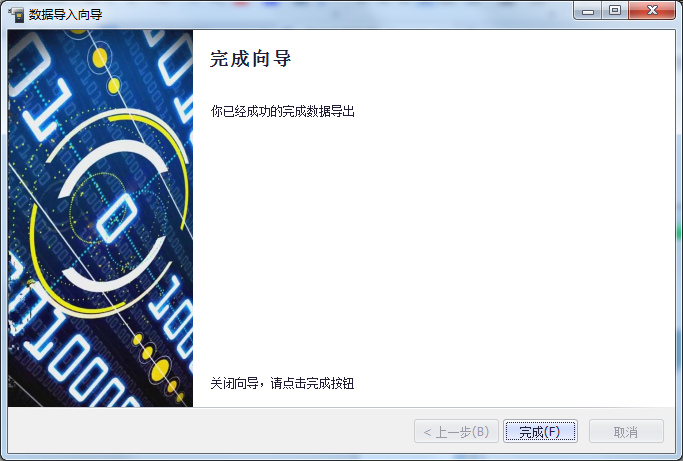 数据导入向导
完成向导
你已经成功的完成数据导出
关闭向导，请点击完成按钮
< 上一步(B)
完成(F)
取消